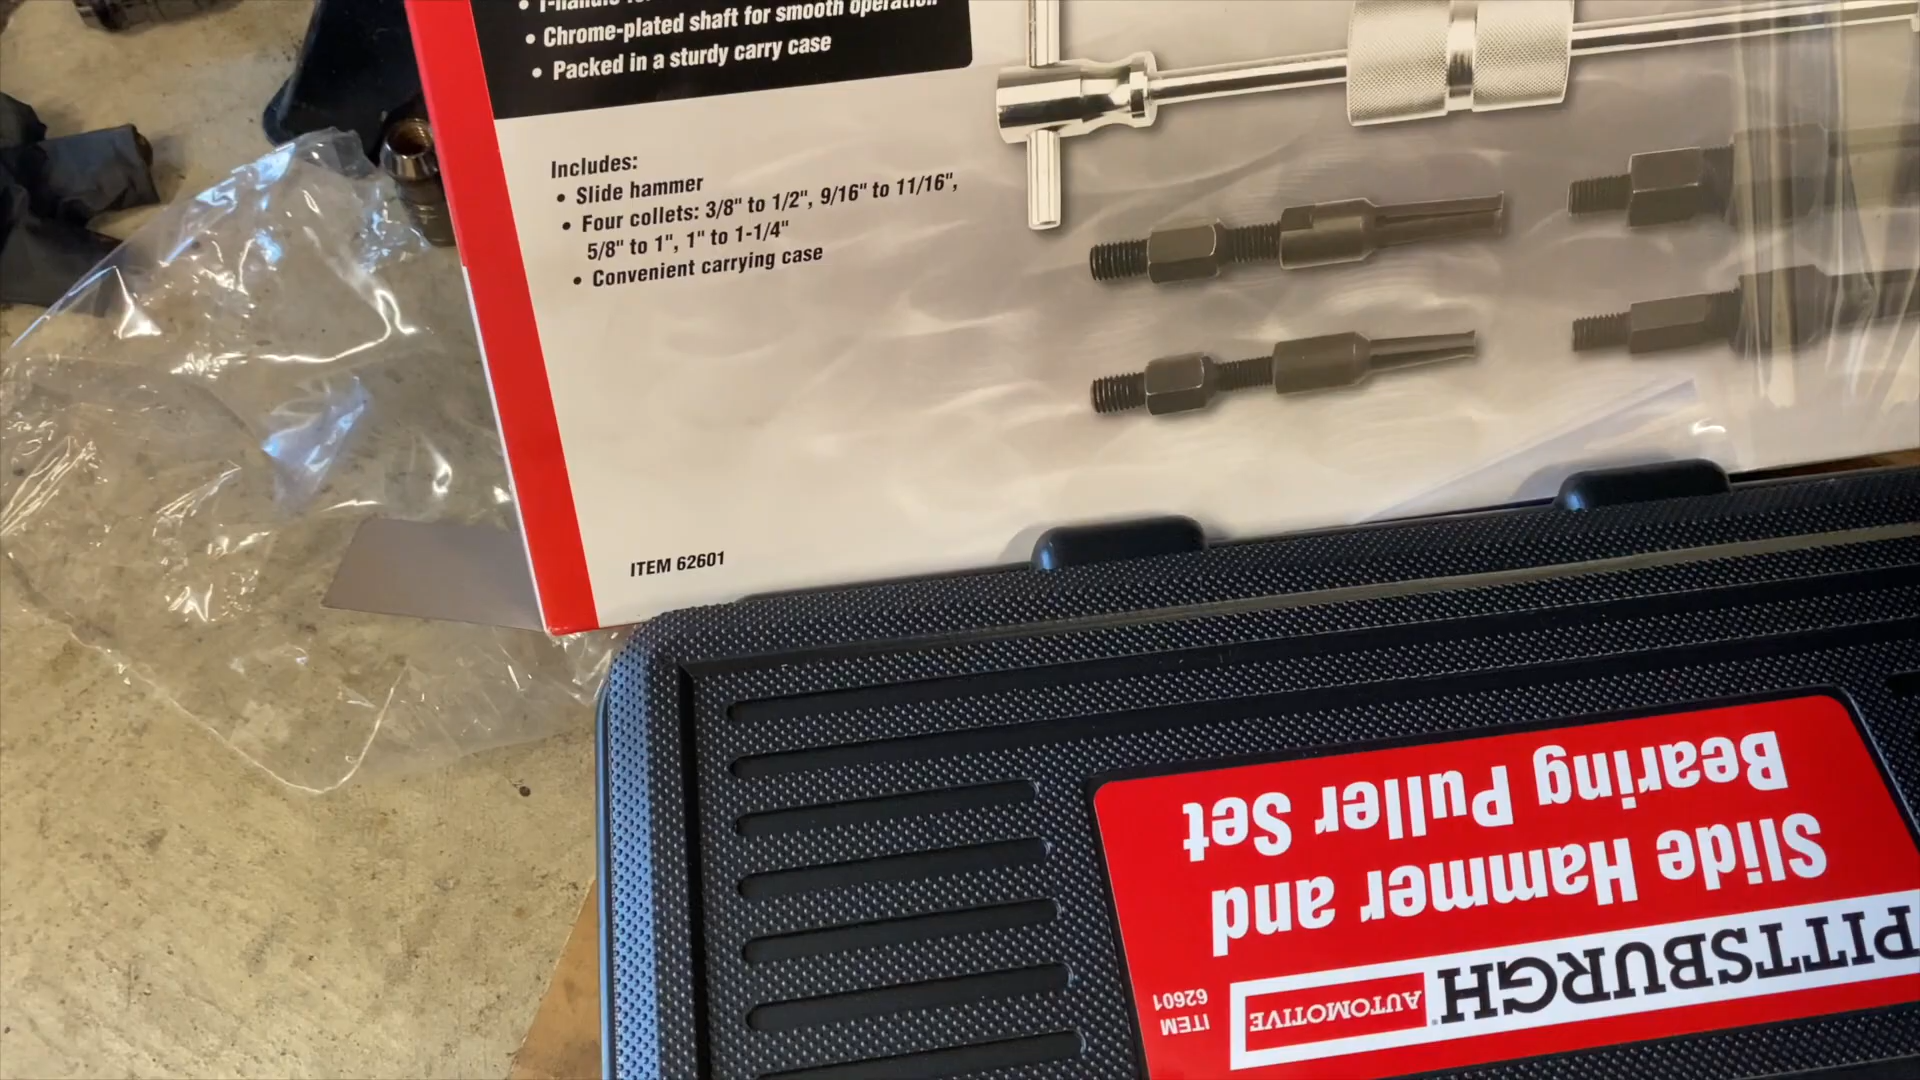 • T-handle
• Chrome-plated shaft for smooth operation
• Packed in a sturdy carry case
Includes:
• Slide hammer
• Four collets: 3/8" to 1/2", 9/16" to 11/16",
5/8" to 1", 1" to 1-1/4"
• Convenient carrying case
ITEM 62601
PITTSBURGH®
AUTOMOTIVE
ITEM
62601
Slide Hammer and
Bearing Puller Set